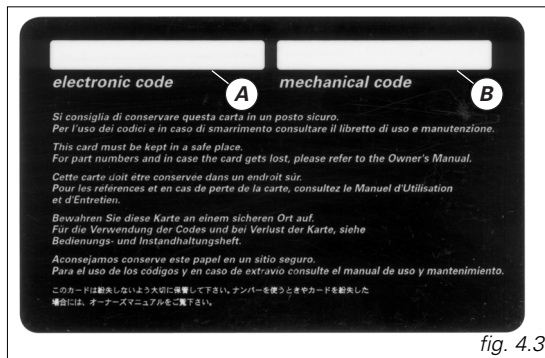 electronic code A mechanical code B
Si consiglia di conservare questa carta in un posto sicuro.
Per l'uso dei codici e in caso di smarrimento consultare il libretto di uso e manutenzione.
This card must be kept in a safe place.
For part numbers and in case the card gets lost, please refer to the Owner's Manual.
Cette carte doit étre conservée dans un endroit sûr.
Pour les références et en cas de perte de la carte, consultez le Manuel d'Utilisation
et d'Entretien.
Bewahren Sie diese Karte an einem sicheren Ort auf.
Für die Verwendung der Codes und bei Verlust der Karte, siehe
Bedienungs- und Instandhaltungsheft.
Aconsejamos conserve este papel en un sitio seguro.
Para el uso de los códigos y en caso de extravio consulte el manual de uso y mantenimiento.
このカードは紛失しないよう大切に保管して下さい。ナンバーを使うときやカードを紛失した
場合には、オーナーズマニュアルをご覧下さい。
fig. 4.3